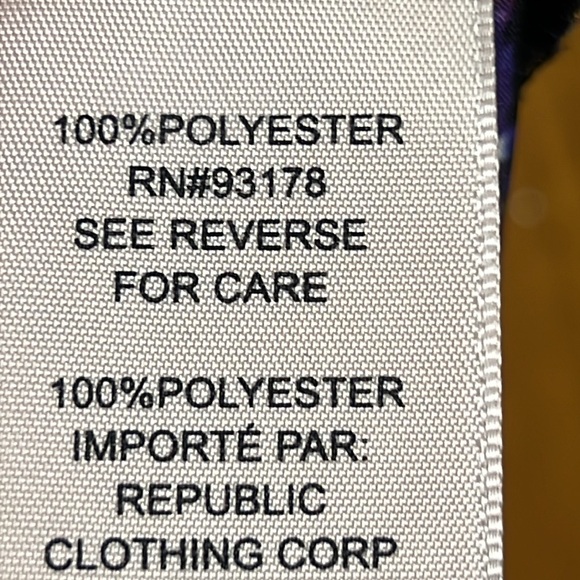 100%POLYESTER
RN#93178
SEE REVERSE
FOR CARE
100%POLYESTER
IMPORTÉ PAR:
REPUBLIC
CLOTHING CORP